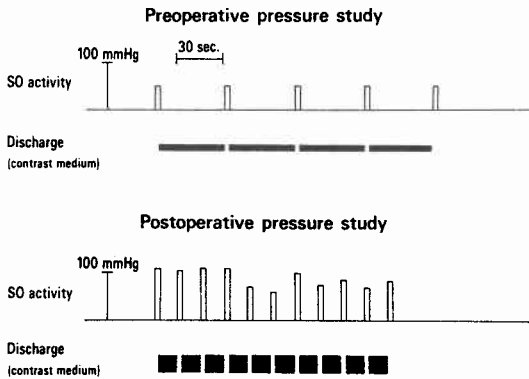 Preoperative pressure study
100 mmHg
30 sec.
SO activity
Discharge
(contrast medium)
Postoperative pressure study
100 mmHg
SO activity
Discharge
(contrast medium)